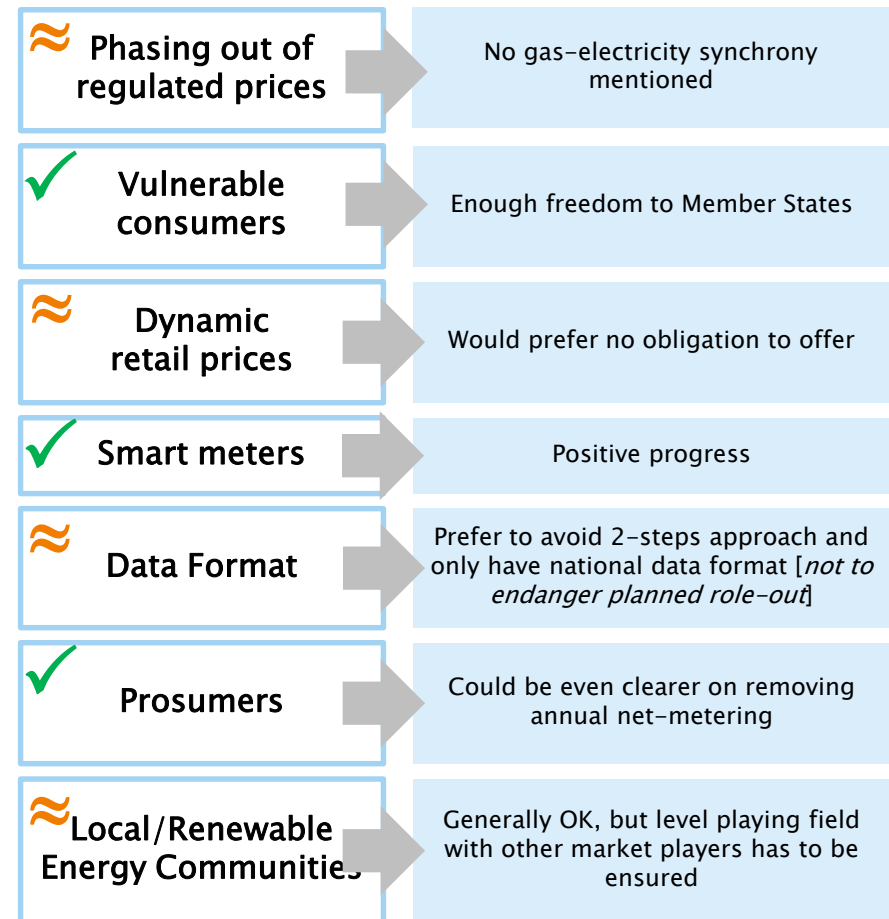 ≈
Phasing out of
regulated prices
No gas-electricity synchrony
mentioned
✓
Vulnerable
consumers
Enough freedom to Member States
≈
Dynamic
retail prices
Would prefer no obligation to offer
✓
Smart meters
Positive progress
≈
Data Format
Prefer to avoid 2-steps approach and
only have national data format [not to
endanger planned role-out]
✓
Prosumers
Could be even clearer on removing
annual net-metering
≈
Local/Renewable
Energy Communities
Generally OK, but level playing field
with other market players has to be
ensured